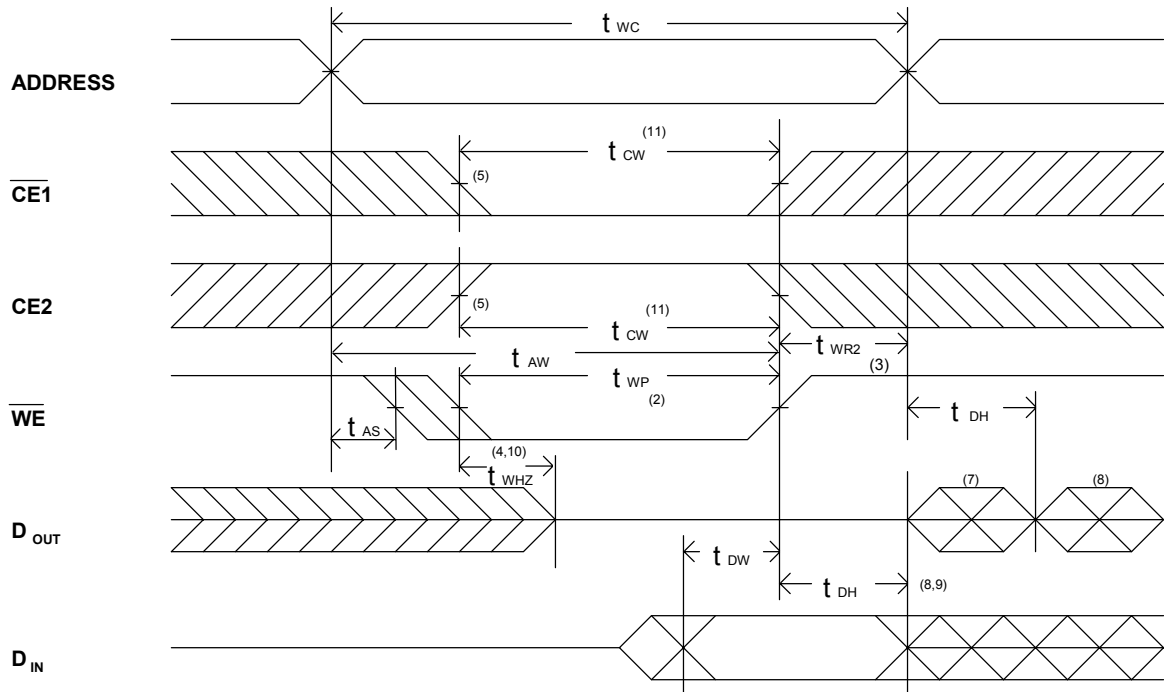 t WC
ADDRESS
(11)
t CW
CE1
(5)
CE2
(5)
(11)
t CW
t WR2
t AW
t WP
(3)
(2)
WE
t AS
t DH
(4,10)
t WHZ
(7)
(8)
D OUT
t DW
t DH
(8,9)
D IN